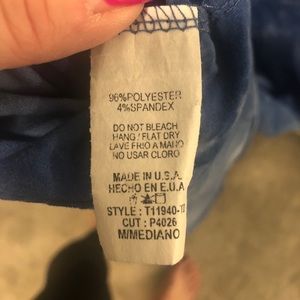 96%POLYESTER
4%SPANDEX
DO NOT BLEACH
HANG / FLAT DRY
LAVE FRIO A MANO
NO USAR CLORO
MADE IN U.S.A.
HECHO EN E.U.A
STYLE : T11940-
CUT : P4026
M/MEDIANO